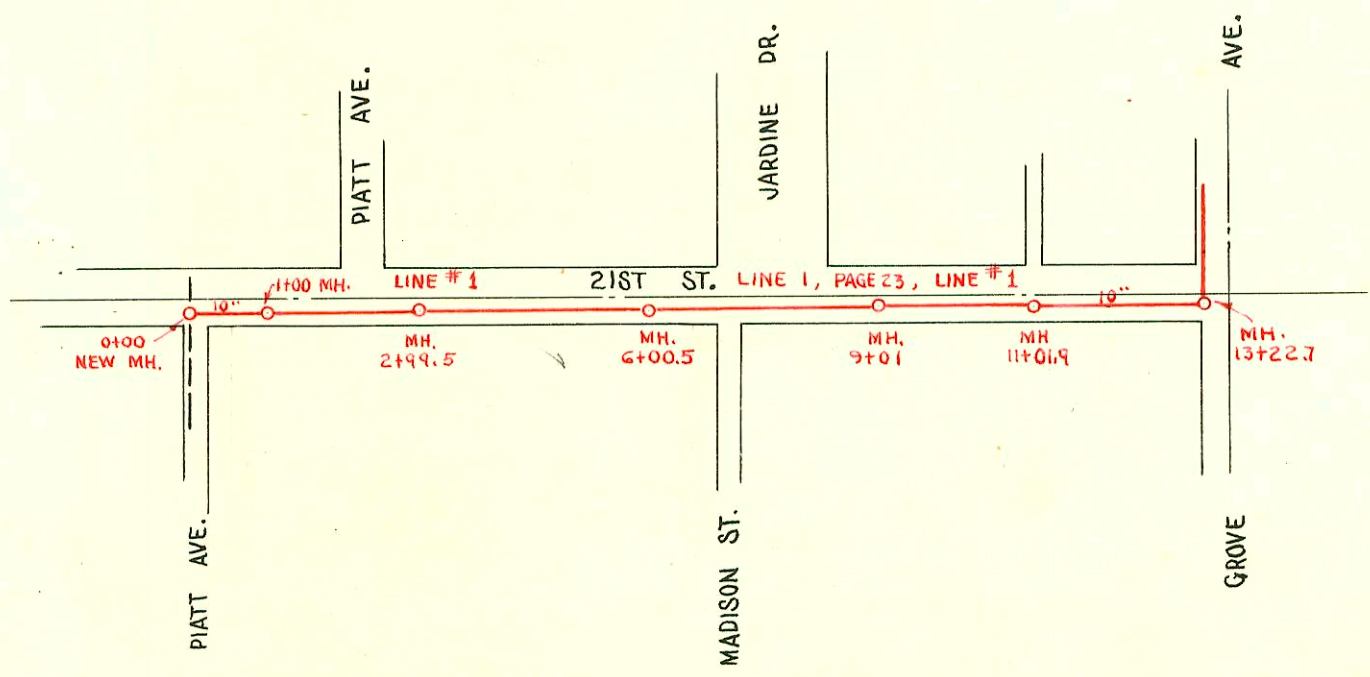 PIATT AVE.
JARDINE DR.
GROVE AVE.
1+00 MH.
LINE #1
21ST ST.
LINE 1, PAGE 23, LINE #1
10"
10"
0+00
NEW MH.
MH.
2+99.5
MH.
6+00.5
MH.
9+01
MH
11+01.9
MH.
13+22.7
PIATT AVE.
MADISON ST.